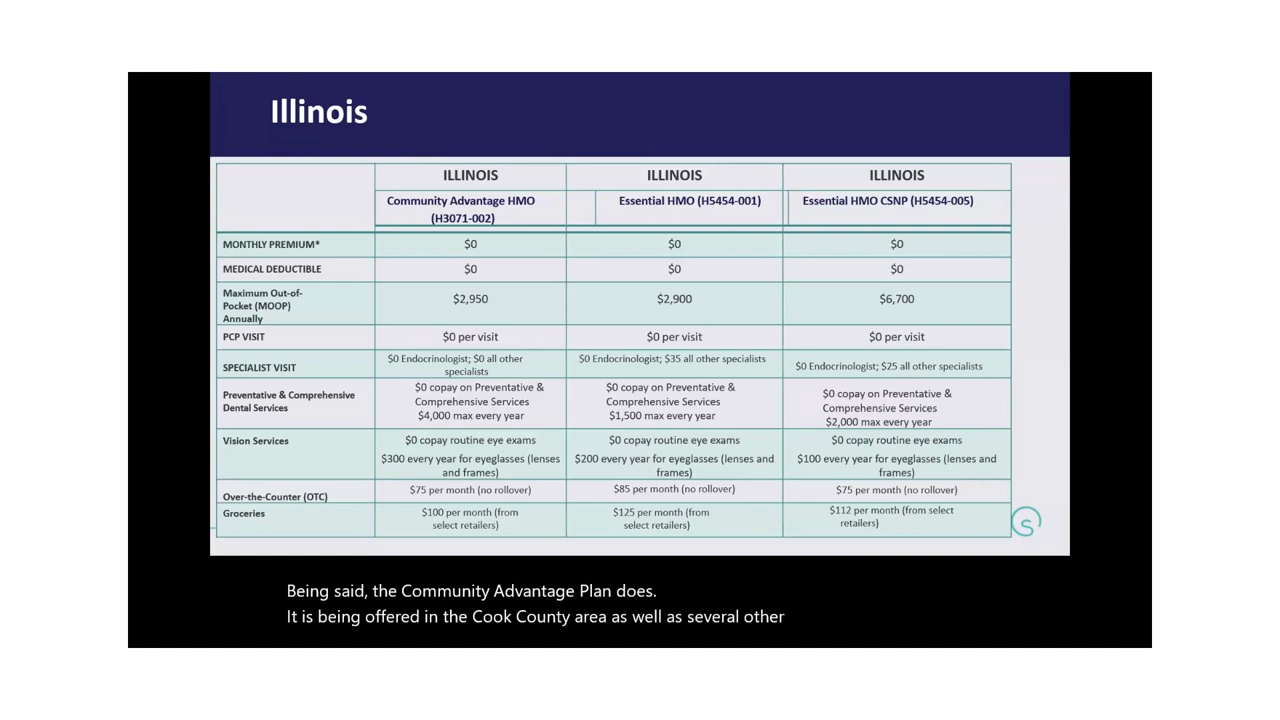 Illinois
ILLINOIS ILLINOIS ILLINOIS
Community Advantage HMO Essential HMO (H5454-001) Essential HMO CSNP (H5454-005)
(H3071-002)
MONTHLY PREMIUM* $0 $0 $0
MEDICAL DEDUCTIBLE $0 $0 $0
Maximum Out-of-
Pocket (MOOP) $2,950 $2,900 $6,700
Annually
PCP VISIT $0 per visit $0 per visit $0 per visit
SPECIALIST VISIT
$0 Endocrinologist; $0 all other
specialists
$0 Endocrinologist; $35 all other specialists
$0 Endocrinologist; $25 all other specialists
Preventative & Comprehensive
Dental Services
$0 copay on Preventative &
Comprehensive Services
$4,000 max every year
$0 copay on Preventative &
Comprehensive Services
$1,500 max every year
$0 copay on Preventative &
Comprehensive Services
$2,000 max every year
Vision Services
$0 copay routine eye exams
$300 every year for eyeglasses (lenses
and frames)
$0 copay routine eye exams
$200 every year for eyeglasses (lenses and
frames)
$0 copay routine eye exams
$100 every year for eyeglasses (lenses and
frames)
Over-the-Counter (OTC) $75 per month (no rollover) $85 per month (no rollover) $75 per month (no rollover)
Groceries
$100 per month (from
select retailers)
$125 per month (from
select retailers)
$112 per month (from select
retailers)
S
Being said, the Community Advantage Plan does.
It is being offered in the Cook County area as well as several other